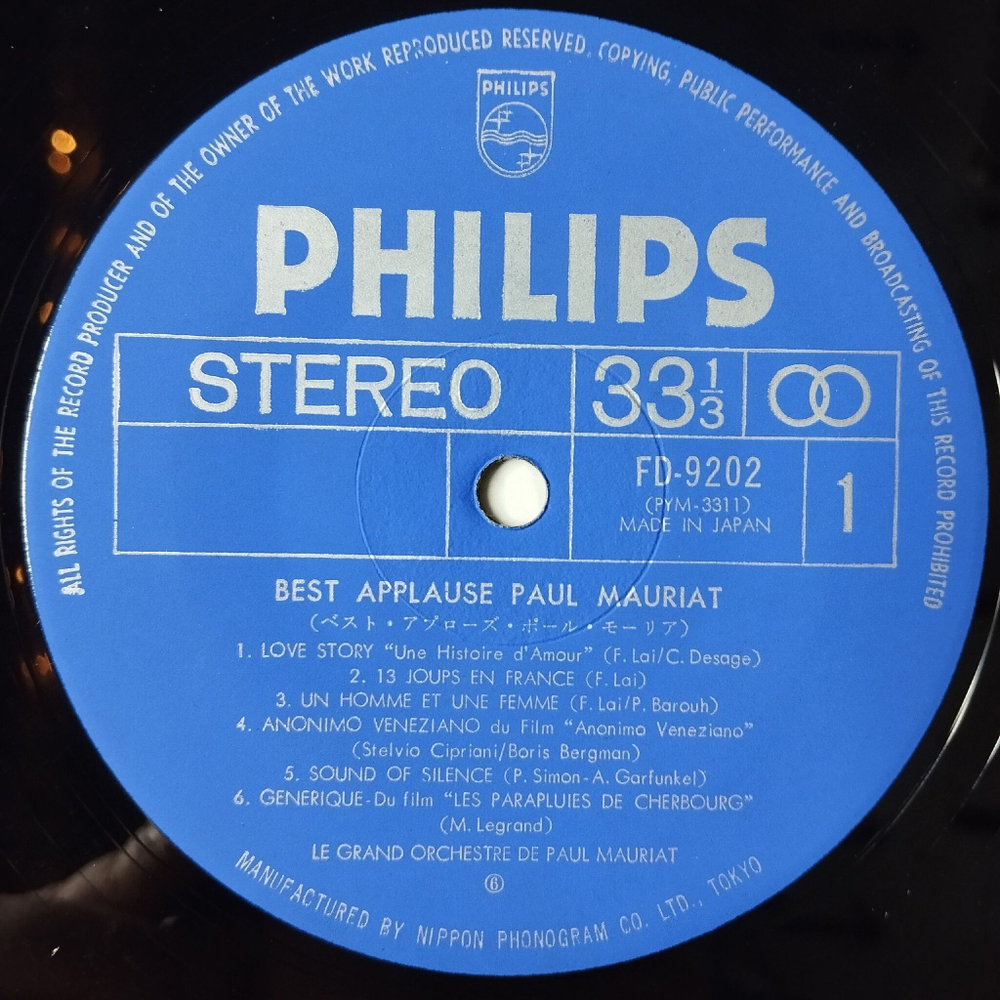 ALL RIGHTS OF THE RECORD PRODUCER AND OF THE OWNER OF THE WORK REPRODUCED RESERVED. COPYING, PUBLIC PERFORMANCE AND BROADCASTING OF THIS RECORD PROHIBITED
PHILIPS
PHILIPS
STEREO
33 1/3
FD-9202
(PYM-3311)
MADE IN JAPAN
1
BEST APPLAUSE PAUL MAURIAT
(ベスト・アプローズ・ポール・モーリア)
1. LOVE STORY “Une Histoire d'Amour” (F. Lai/C. Desage)
2. 13 JOUPS EN FRANCE (F. Lai)
3. UN HOMME ET UNE FEMME (F. Lai/P. Barouh)
4. ANONIMO VENEZIANO du Film “Anonimo Veneziano”
(Stelvio Cipriani/Boris Bergman)
5. SOUND OF SILENCE (P. Simon-A. Garfunkel)
6. GENERIQUE-Du film “LES PARAPLUIES DE CHERBOURG”
(M. Legrand)
LE GRAND ORCHESTRE DE PAUL MAURIAT
⑥
MANUFACTURED BY NIPPON PHONOGRAM CO. LTD., TOKYO